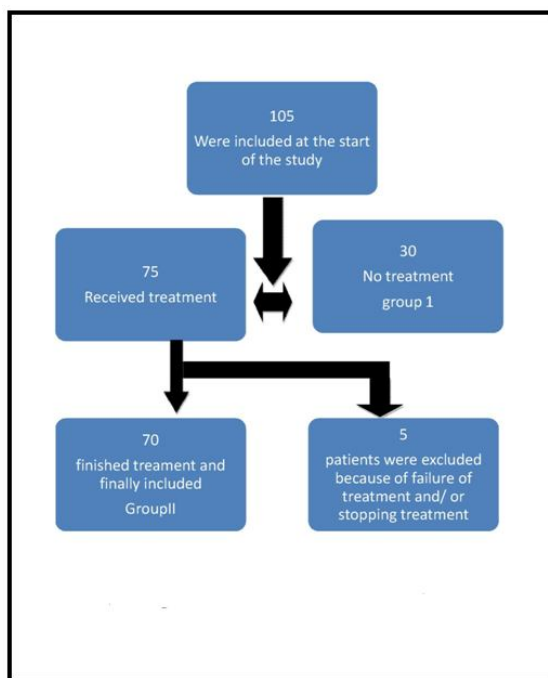 105
Were included at the start
of the study
75
Received treatment
30
No treatment
group 1
70
finished treament and
finally included
GroupII
5
patients were excluded
because of failure of
treatment and/ or
stopping treatment